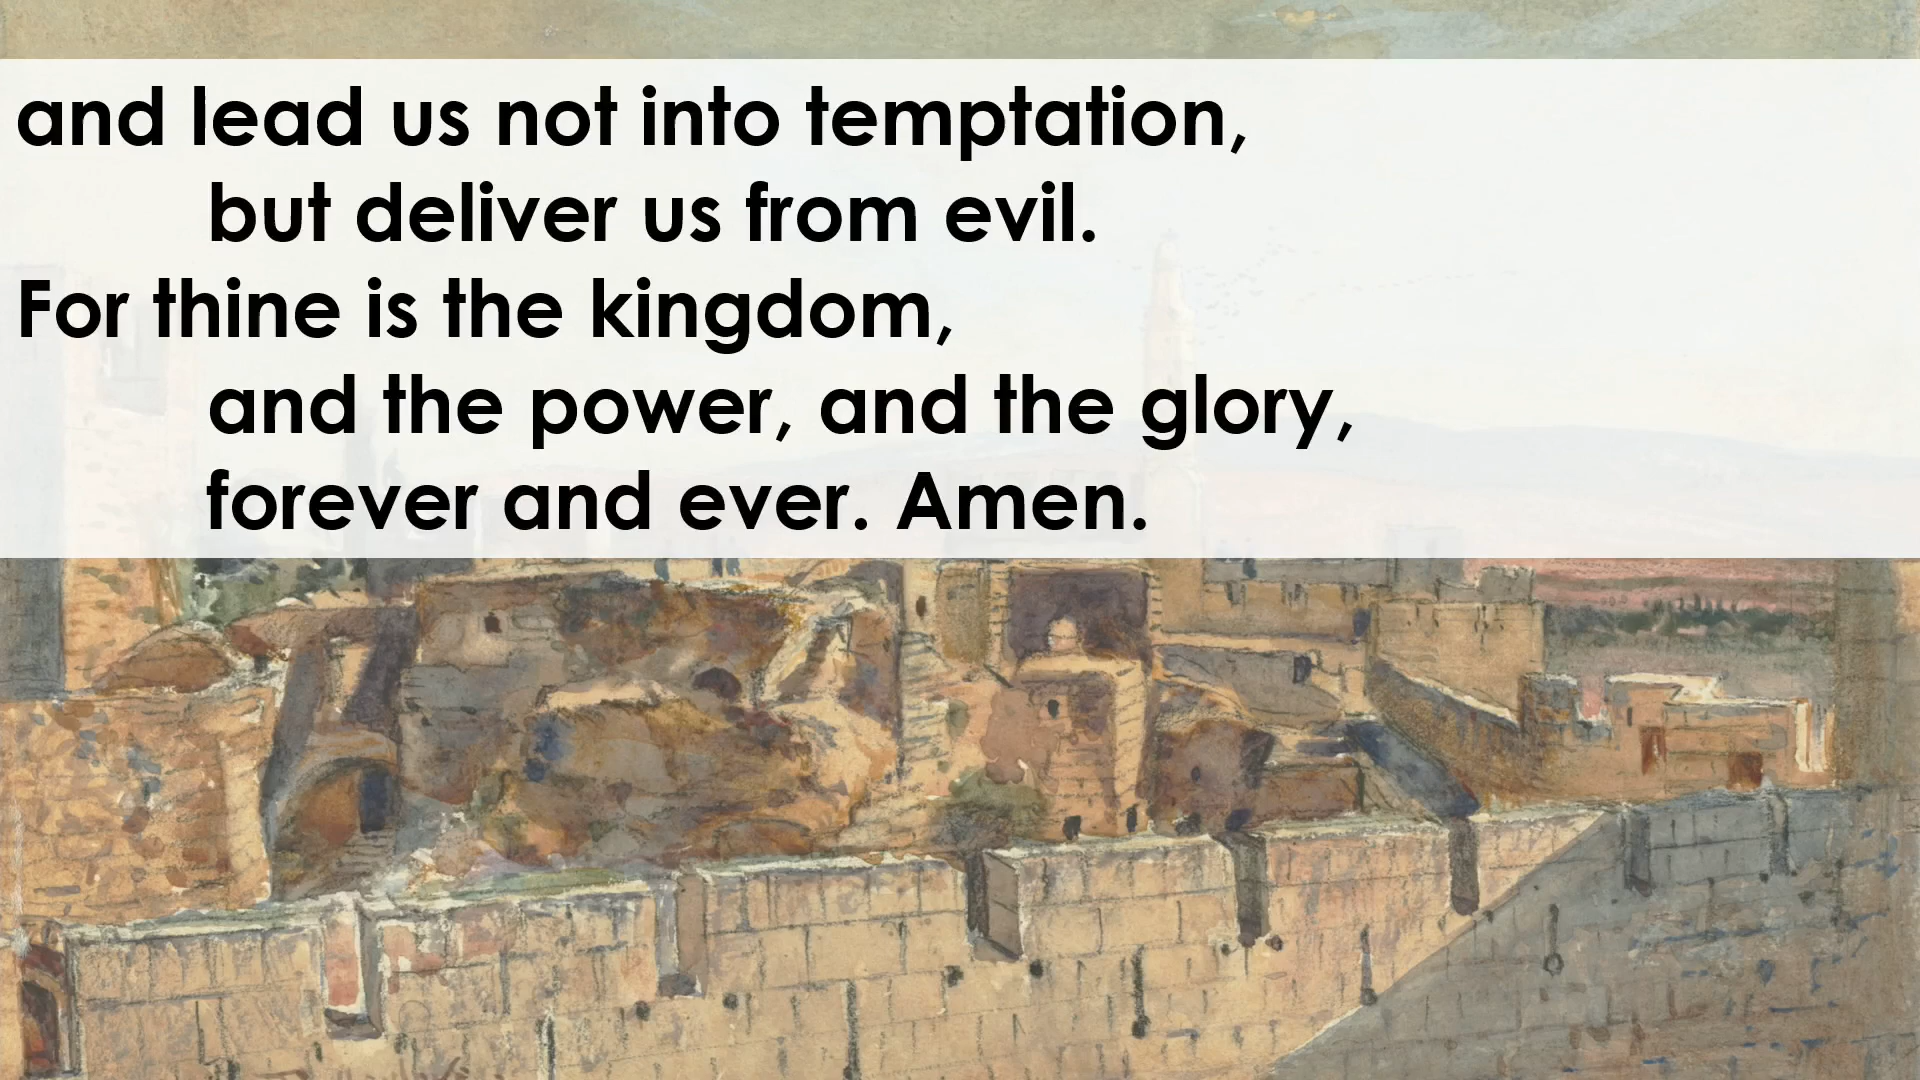 and lead us not into temptation,
but deliver us from evil.
For thine is the kingdom,
and the power, and the glory,
forever and ever. Amen.